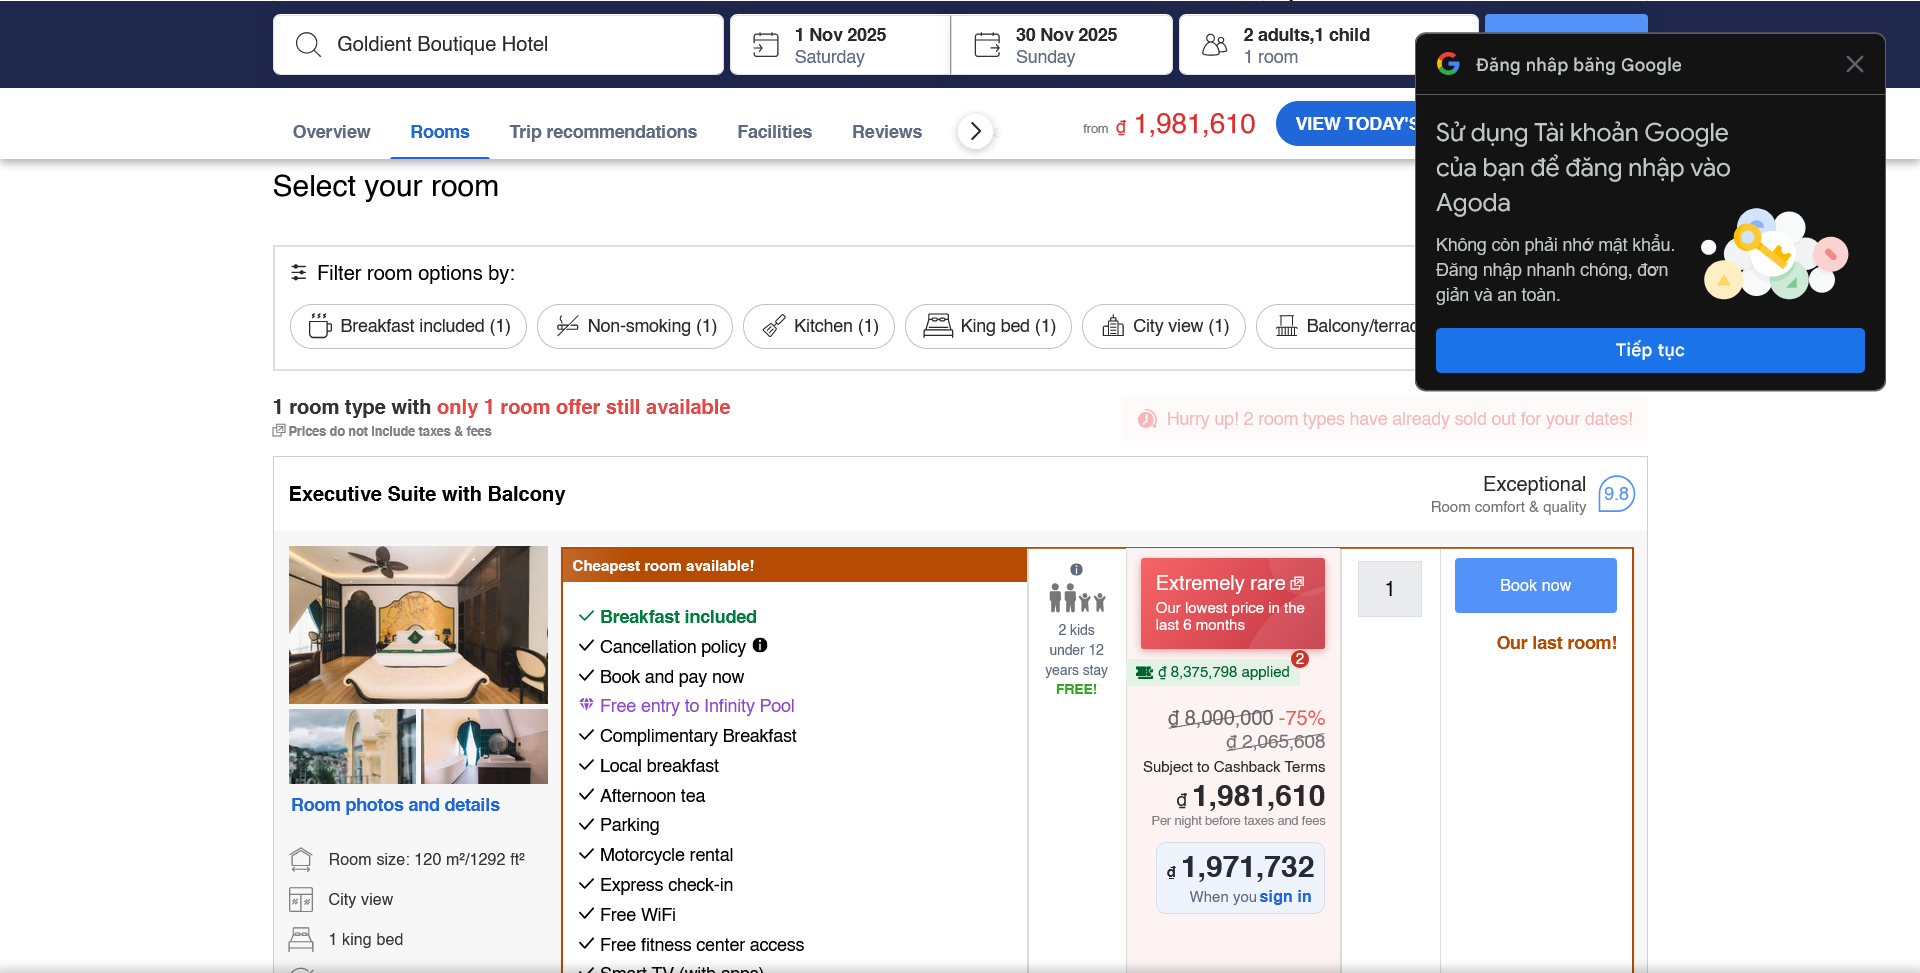 Goldient Boutique Hotel
1 Nov 2025
Saturday
30 Nov 2025
Sunday
2 adults,1 child
1 room
Overview
Rooms
Trip recommendations
Facilities
Reviews
from ₫ 1,981,610
VIEW TODAY'S
Đăng nhập bằng Google
Sử dụng Tài khoản Google
của bạn để đăng nhập vào
Agoda
Không còn phải nhớ mật khẩu.
Đăng nhập nhanh chóng, đơn
giản và an toàn.
Tiếp tục
Select your room
Filter room options by:
Breakfast included (1)
Non-smoking (1)
Kitchen (1)
King bed (1)
City view (1)
Balcony/terrac
1 room type with only 1 room offer still available
Prices do not include taxes & fees
Hurry up! 2 room types have already sold out for your dates!
Executive Suite with Balcony
Exceptional
Room comfort & quality
9.8
Room photos and details
Room size: 120 m²/1292 ft²
City view
1 king bed
Cheapest room available!
Breakfast included
Cancellation policy
Book and pay now
Free entry to Infinity Pool
Complimentary Breakfast
Local breakfast
Afternoon tea
Parking
Motorcycle rental
Express check-in
Free WiFi
Free fitness center access
Smart TV (with apps)
2 kids
under 12
years stay
FREE!
Extremely rare
Our lowest price in the
last 6 months
2
₫ 8,375,798 applied
₫ 8,000,000 -75%
₫ 2,065,608
Subject to Cashback Terms
₫ 1,981,610
Per night before taxes and fees
₫ 1,971,732
When you sign in
1
Book now
Our last room!